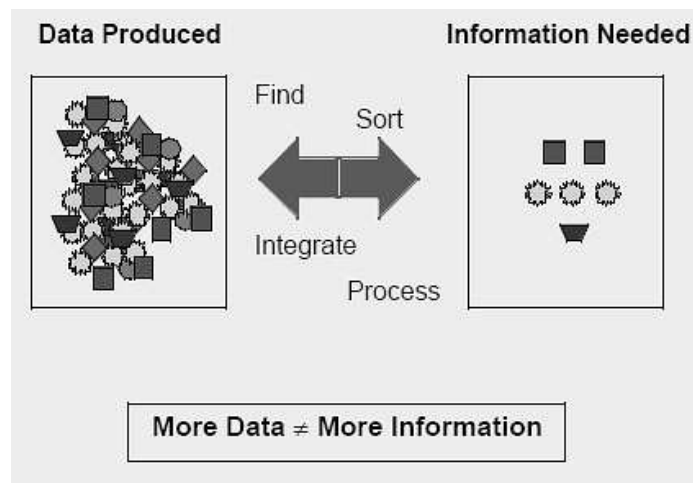 Data Produced
Information Needed
Find
Sort
Integrate
Process
More Data ≠ More Information